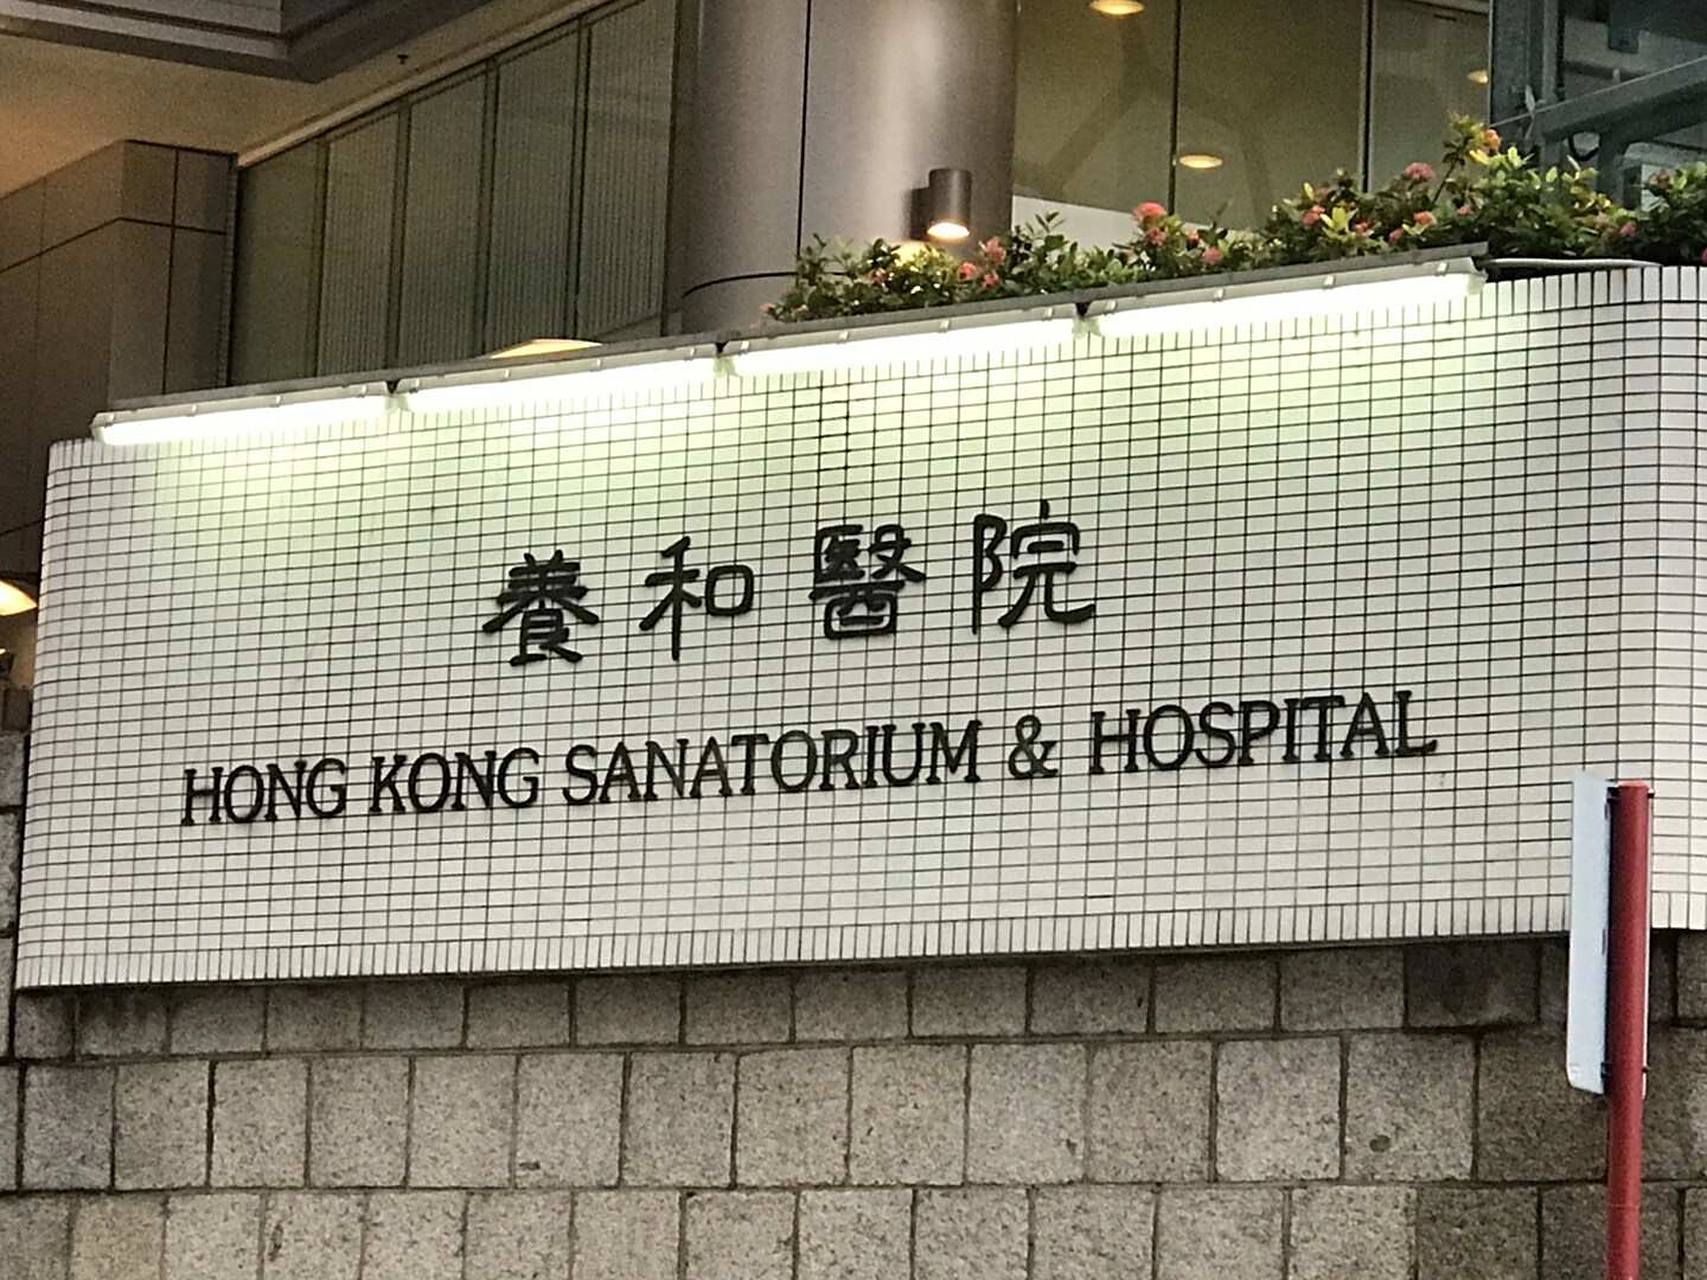 養和醫院
HONG KONG SANATORIUM & HOSPITAL